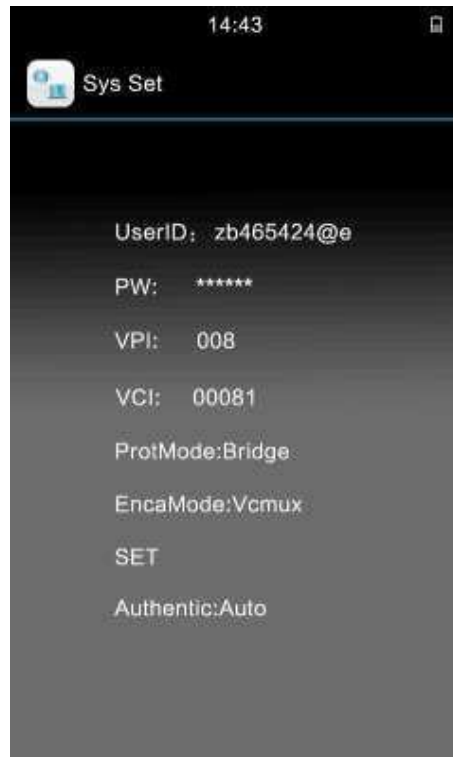 14:43
Sys Set
UserID： zb465424@e
PW: ******
VPI: 008
VCI: 00081
ProtMode:Bridge
EncaMode:Vcmux
SET
Authentic:Auto